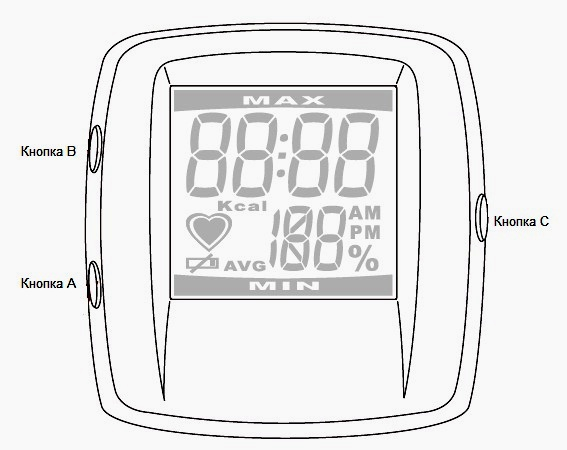 MAX
88:88
Кнопка B
Kcal
188 AM
PM
Кнопка C
AVG %
Кнопка A
MIN